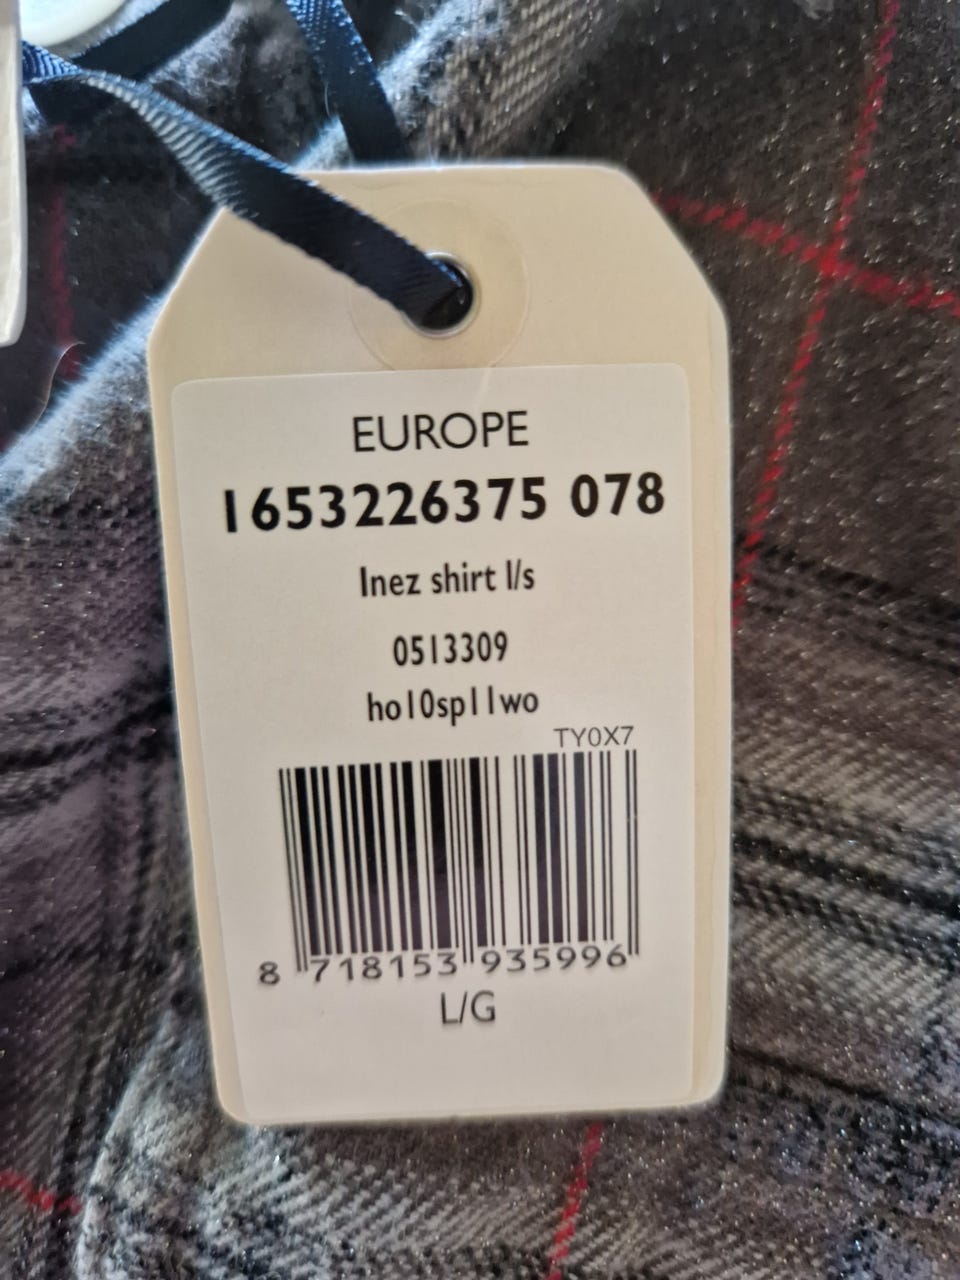 EUROPE
1653226375 078
Inez shirt l/s
0513309
ho10sp11wo
TY0X7
8 718153 935996
L/G